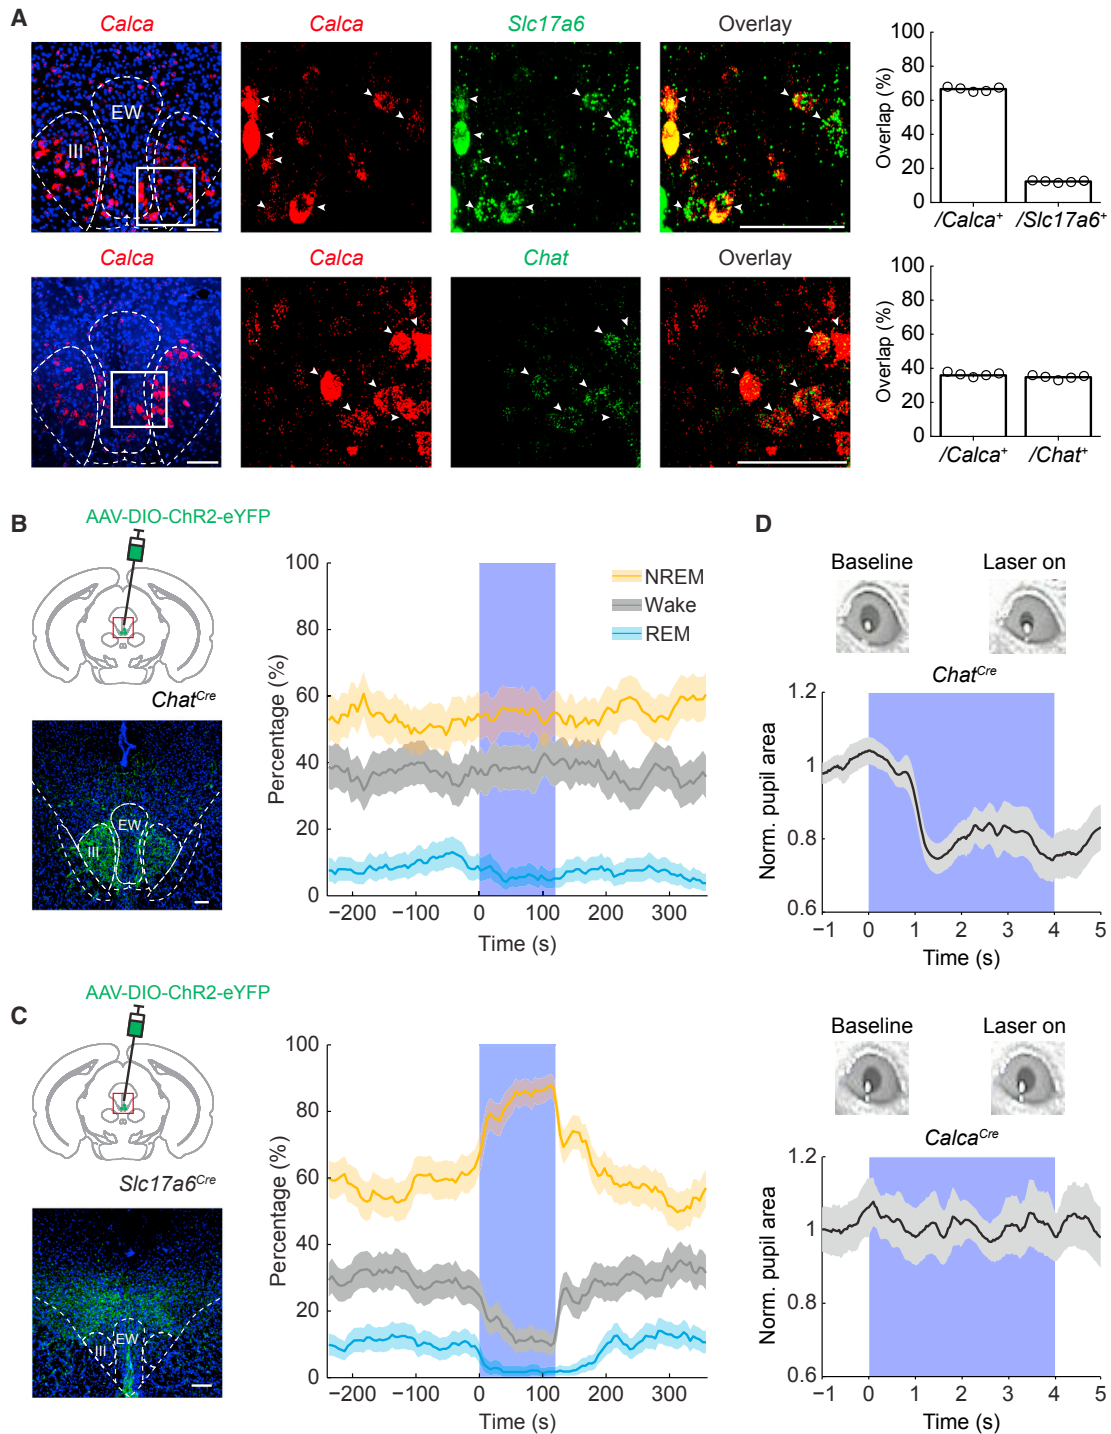 A
Calca
Calca
Slc17a6
Overlay
EW
III
Overlap (%)
100
80
60
40
20
0
/Calca+
/Slc17a6+
Calca
Calca
Chat
Overlay
Overlap (%)
100
80
60
40
20
0
/Calca+
/Chat+
B
AAV-DIO-ChR2-eYFP
ChatCre
EW
III
Percentage (%)
100
80
60
40
20
0
NREM
Wake
REM
−200
−100
0
100
200
300
Time (s)
D
Baseline
Laser on
ChatCre
Norm. pupil area
1.2
1
0.8
0.6
−1
0
1
2
3
4
5
Time (s)
C
AAV-DIO-ChR2-eYFP
Slc17a6Cre
EW
III
Percentage (%)
100
80
60
40
20
0
−200
−100
0
100
200
300
Time (s)
Baseline
Laser on
CalcaCre
Norm. pupil area
1.2
1
0.8
0.6
−1
0
1
2
3
4
5
Time (s)